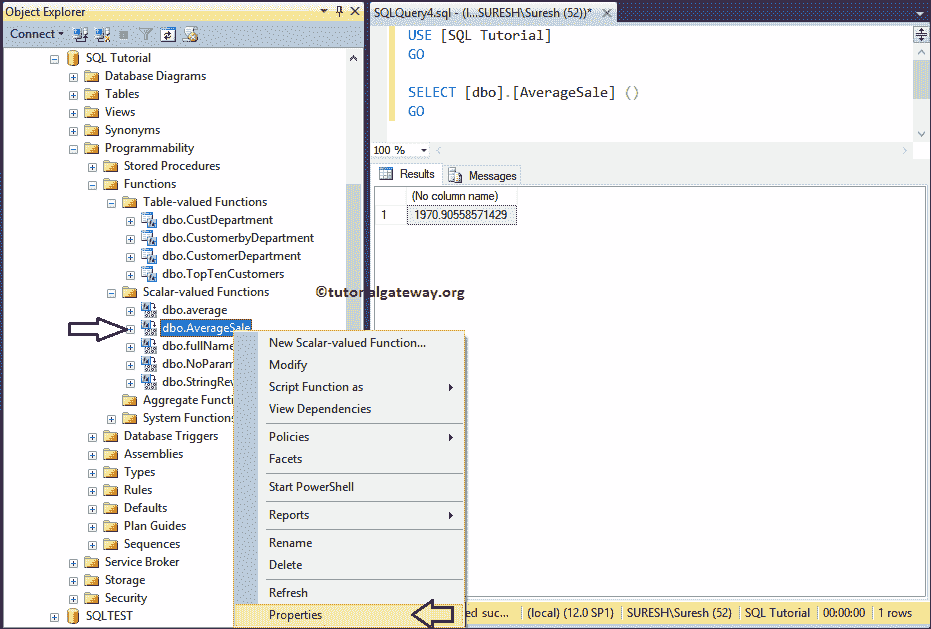 Object Explorer
Connect
SQL Tutorial
Database Diagrams
Tables
Views
Synonyms
Programmability
Stored Procedures
Functions
Table-valued Functions
dbo.CustDepartment
dbo.CustomerbyDepartment
dbo.CustomerDepartment
dbo.TopTenCustomers
Scalar-valued Functions
dbo.average
dbo.AverageSale
dbo.fullName
dbo.NoParam
dbo.StringRev
Aggregate Functi
System Functions
Database Triggers
Assemblies
Types
Rules
Defaults
Plan Guides
Sequences
Service Broker
Storage
Security
SQLTEST
New Scalar-valued Function...
Modify
Script Function as
View Dependencies
Policies
Facets
Start PowerShell
Reports
Rename
Delete
Refresh
Properties
SQLQuery4.sql - (l...SURESH\Suresh (52))*
USE [SQL Tutorial]
GO
SELECT [dbo].[AverageSale] ()
GO
100 %
Results Messages
(No column name)
1 1970.90558571429
©tutorialgateway.org
ed suc... (local) (12.0 SP1) SURESH\Suresh (52) SQL Tutorial 00:00:00 1 rows